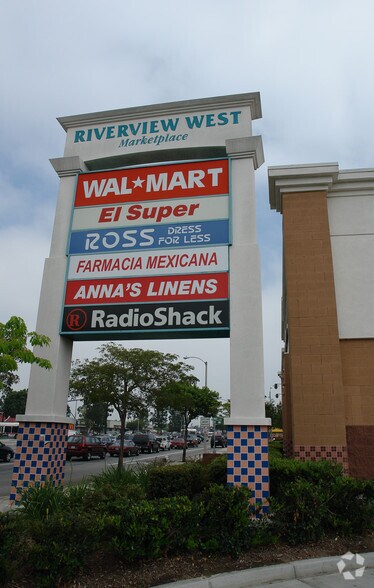 RIVERVIEW WEST
Marketplace
WAL★MART
El Super
ROSS DRESS FOR LESS
FARMACIA MEXICANA
ANNA'S LINENS
R RadioShack